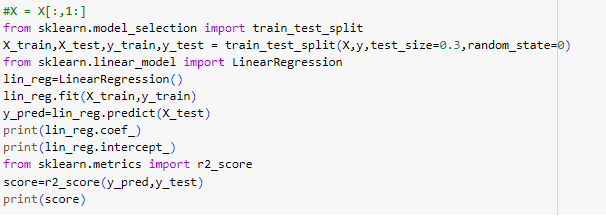 #X = X[:,1:]
from sklearn.model_selection import train_test_split
X_train,X_test,y_train,y_test = train_test_split(X,y,test_size=0.3,random_state=0)
from sklearn.linear_model import LinearRegression
lin_reg=LinearRegression()
lin_reg.fit(X_train,y_train)
y_pred=lin_reg.predict(X_test)
print(lin_reg.coef_)
print(lin_reg.intercept_)
from sklearn.metrics import r2_score
score=r2_score(y_pred,y_test)
print(score)